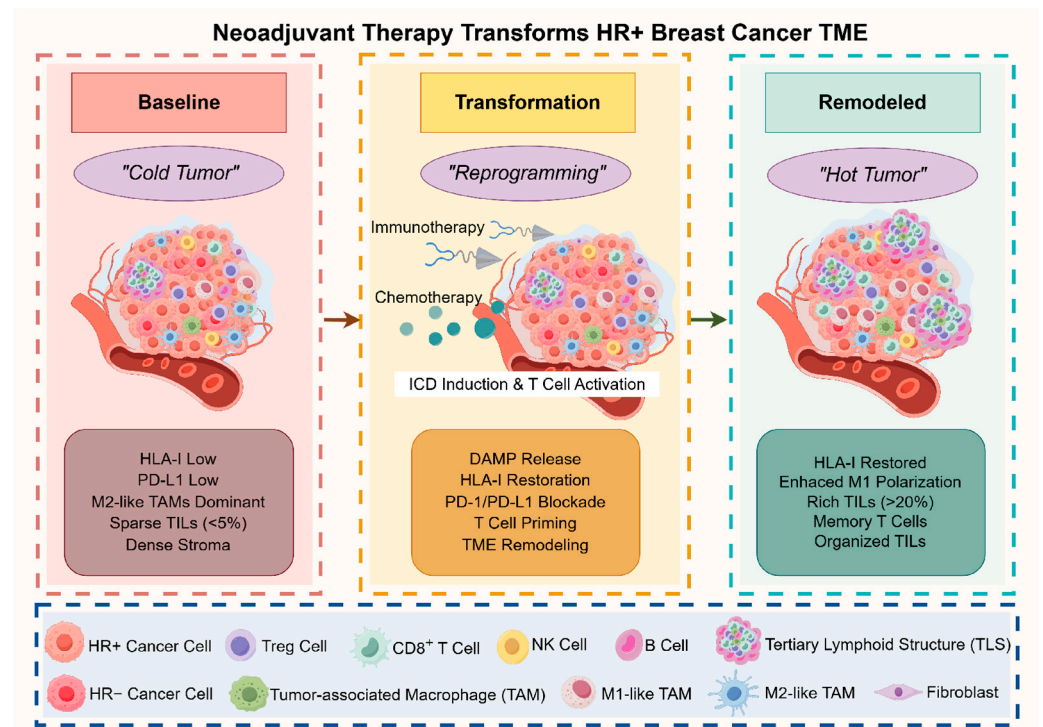 Neoadjuvant Therapy Transforms HR+ Breast Cancer TME
Baseline
"Cold Tumor"
HLA-I Low
PD-L1 Low
M2-like TAMs Dominant
Sparse TILs (<5%)
Dense Stroma
Transformation
"Reprogramming"
Immunotherapy
Chemotherapy
ICD Induction & T Cell Activation
DAMP Release
HLA-I Restoration
PD-1/PD-L1 Blockade
T Cell Priming
TME Remodeling
Remodeled
"Hot Tumor"
HLA-I Restored
Enhaced M1 Polarization
Rich TILs (>20%)
Memory T Cells
Organized TILs
HR+ Cancer Cell
Treg Cell
CD8⁺ T Cell
NK Cell
B Cell
Tertiary Lymphoid Structure (TLS)
HR− Cancer Cell
Tumor-associated Macrophage (TAM)
M1-like TAM
M2-like TAM
Fibroblast